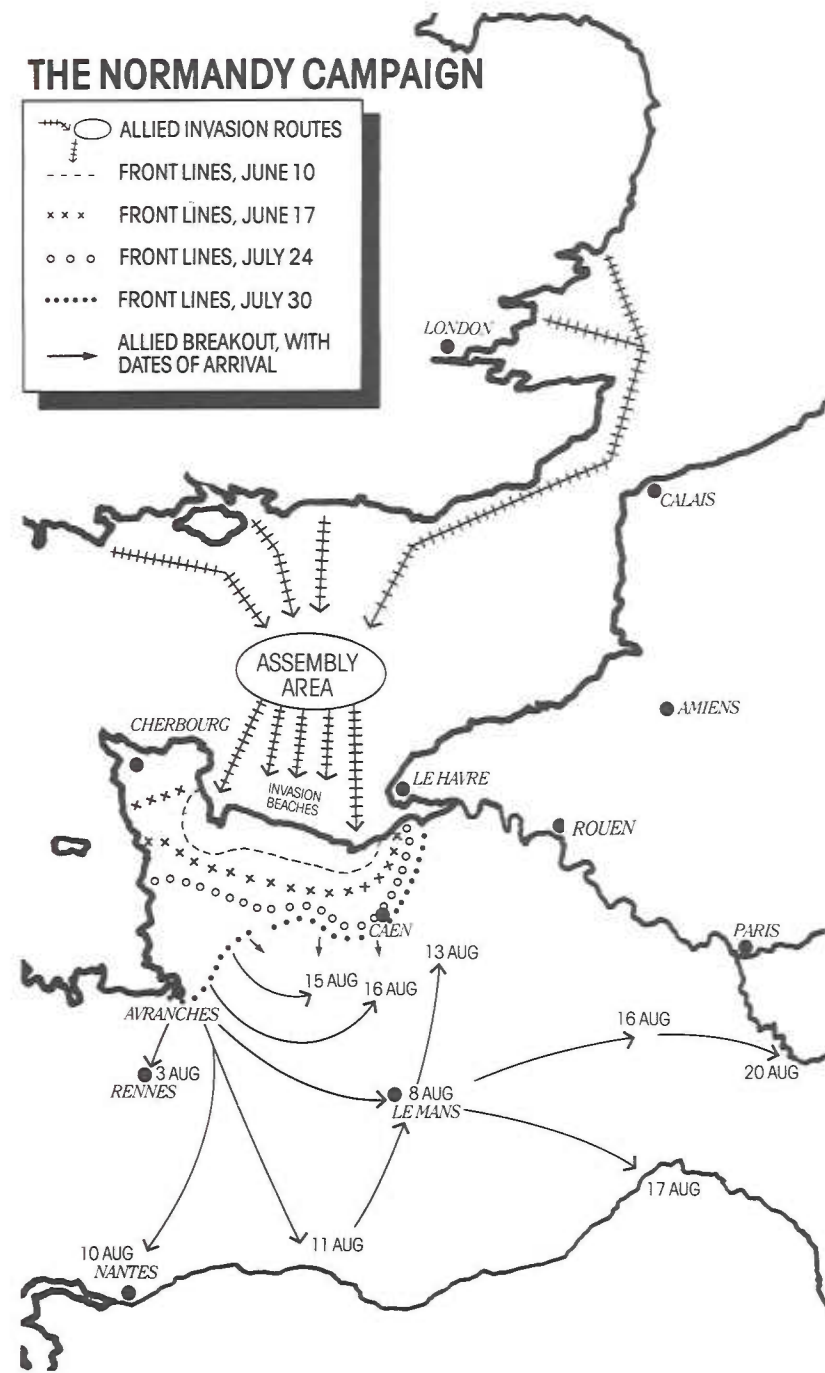 THE NORMANDY CAMPAIGN
ALLIED INVASION ROUTES
FRONT LINES, JUNE 10
FRONT LINES, JUNE 17
FRONT LINES, JULY 24
FRONT LINES, JULY 30
ALLIED BREAKOUT, WITH
DATES OF ARRIVAL
LONDON
CALAIS
ASSEMBLY
AREA
AMIENS
CHERBOURG
LE HAVRE
INVASION
BEACHES
ROUEN
CAEN
PARIS
13 AUG
15 AUG
16 AUG
AVRANCHES
16 AUG
20 AUG
3 AUG
RENNES
8 AUG
LE MANS
17 AUG
11 AUG
10 AUG
NANTES